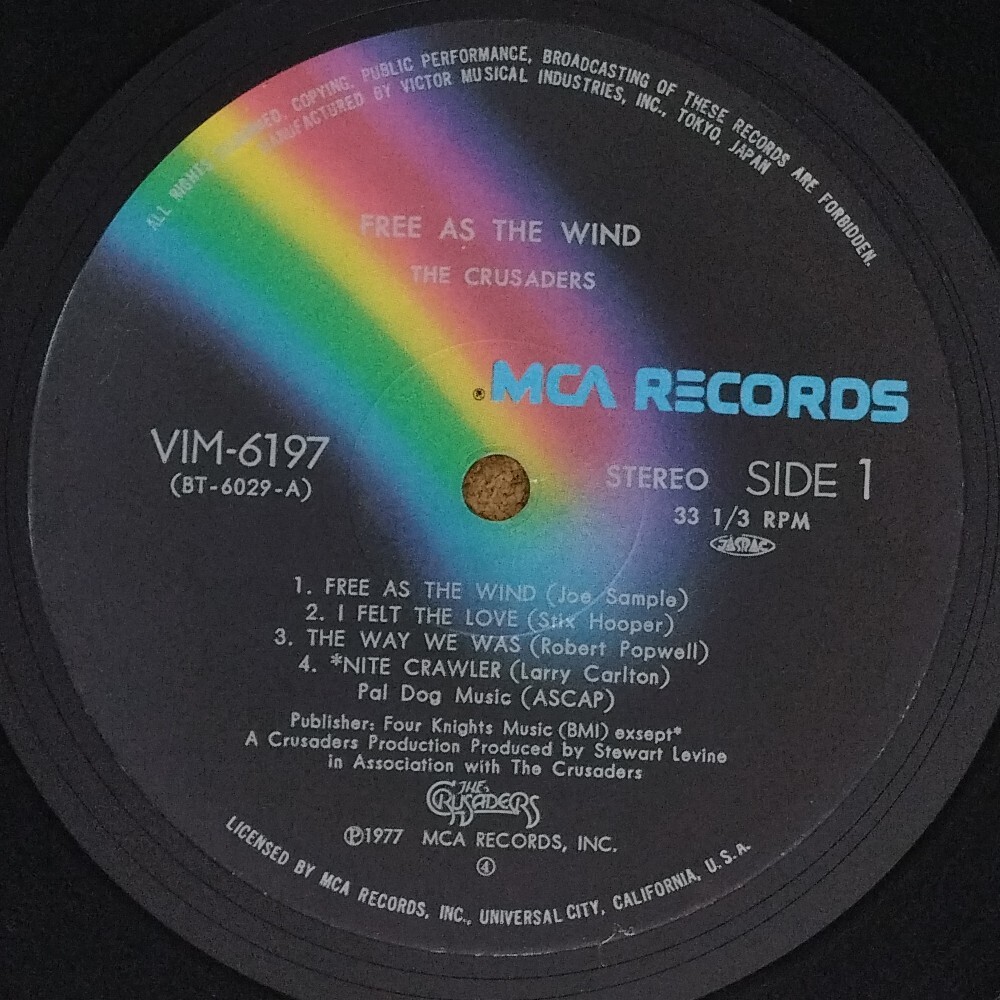 ALL RIGHTS RESERVED. COPYING, PUBLIC PERFORMANCE, BROADCASTING OF THESE RECORDS ARE FORBIDDEN.
MANUFACTURED BY VICTOR MUSICAL INDUSTRIES, INC., TOKYO, JAPAN
FREE AS THE WIND
THE CRUSADERS
® MCA RECORDS
VIM-6197
(BT-6029-A)
STEREO SIDE 1
33 1/3 RPM
JASRAC
1. FREE AS THE WIND (Joe Sample)
2. I FELT THE LOVE (Stix Hooper)
3. THE WAY WE WAS (Robert Popwell)
4. *NITE CRAWLER (Larry Carlton)
Pal Dog Music (ASCAP)
Publisher: Four Knights Music (BMI) exsept*
A Crusaders Production Produced by Stewart Levine
in Association with The Crusaders
THE CRUSADERS
℗1977 MCA RECORDS, INC.
④
LICENSED BY MCA RECORDS, INC., UNIVERSAL CITY, CALIFORNIA, U.S.A.